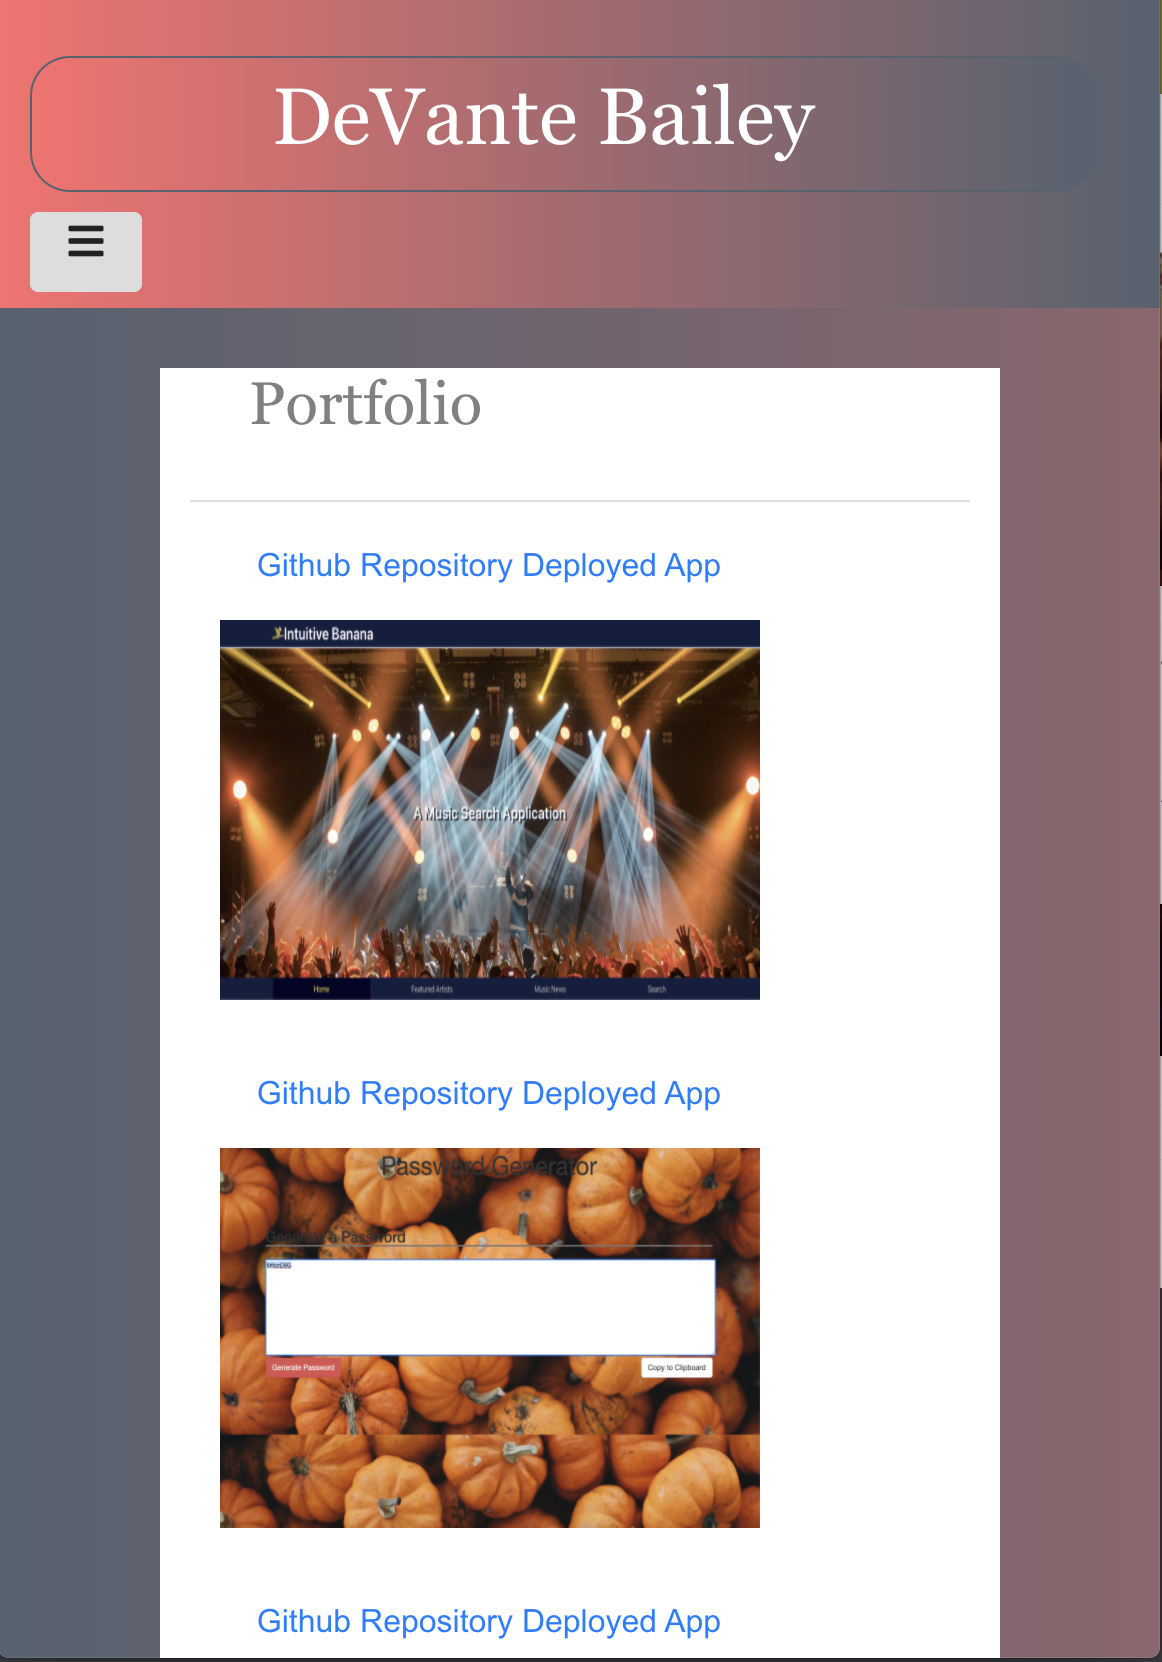 DeVante Bailey
Portfolio
Github Repository Deployed App
Intuitive Banana
A Music Search Application
Home Featured Artists Music News Search
Github Repository Deployed App
Password Generator
Generate a Password
Generate Password Copy to Clipboard
Github Repository Deployed App